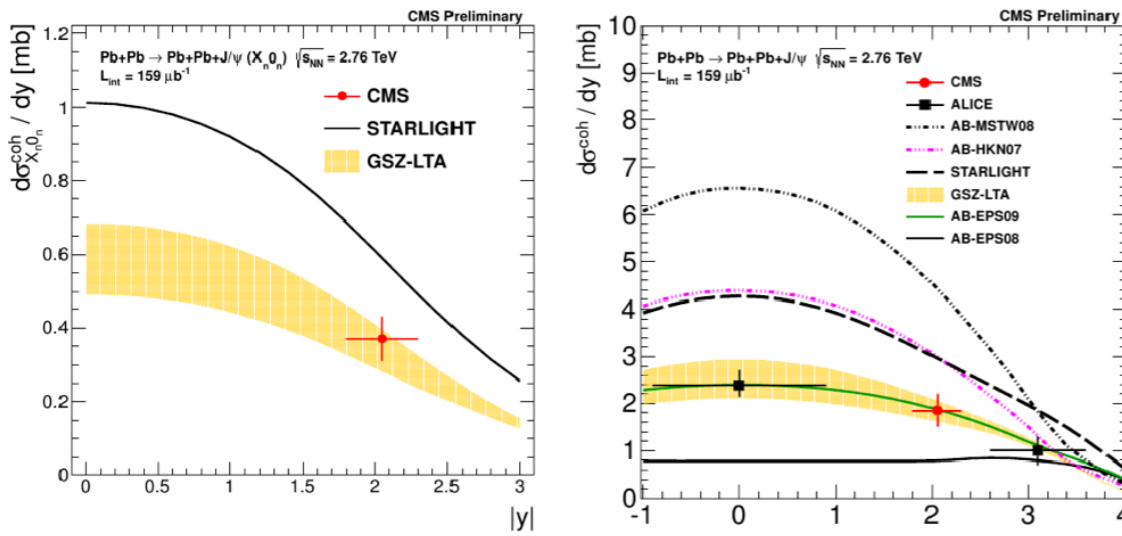 CMS Preliminary
Pb+Pb → Pb+Pb+J/ψ (Xn0n) √sNN = 2.76 TeV
Lint = 159 μb-1
CMS
STARLIGHT
GSZ-LTA
dσcohXn0n / dy [mb]
1.2
1
0.8
0.6
0.4
0.2
0
0 0.5 1 1.5 2 2.5 3
|y|
CMS Preliminary
Pb+Pb → Pb+Pb+J/ψ √sNN = 2.76 TeV
Lint = 159 μb-1
CMS
ALICE
AB-MSTW08
AB-HKN07
STARLIGHT
GSZ-LTA
AB-EPS09
AB-EPS08
dσcoh / dy [mb]
10
9
8
7
6
5
4
3
2
1
0
-1 0 1 2 3 4